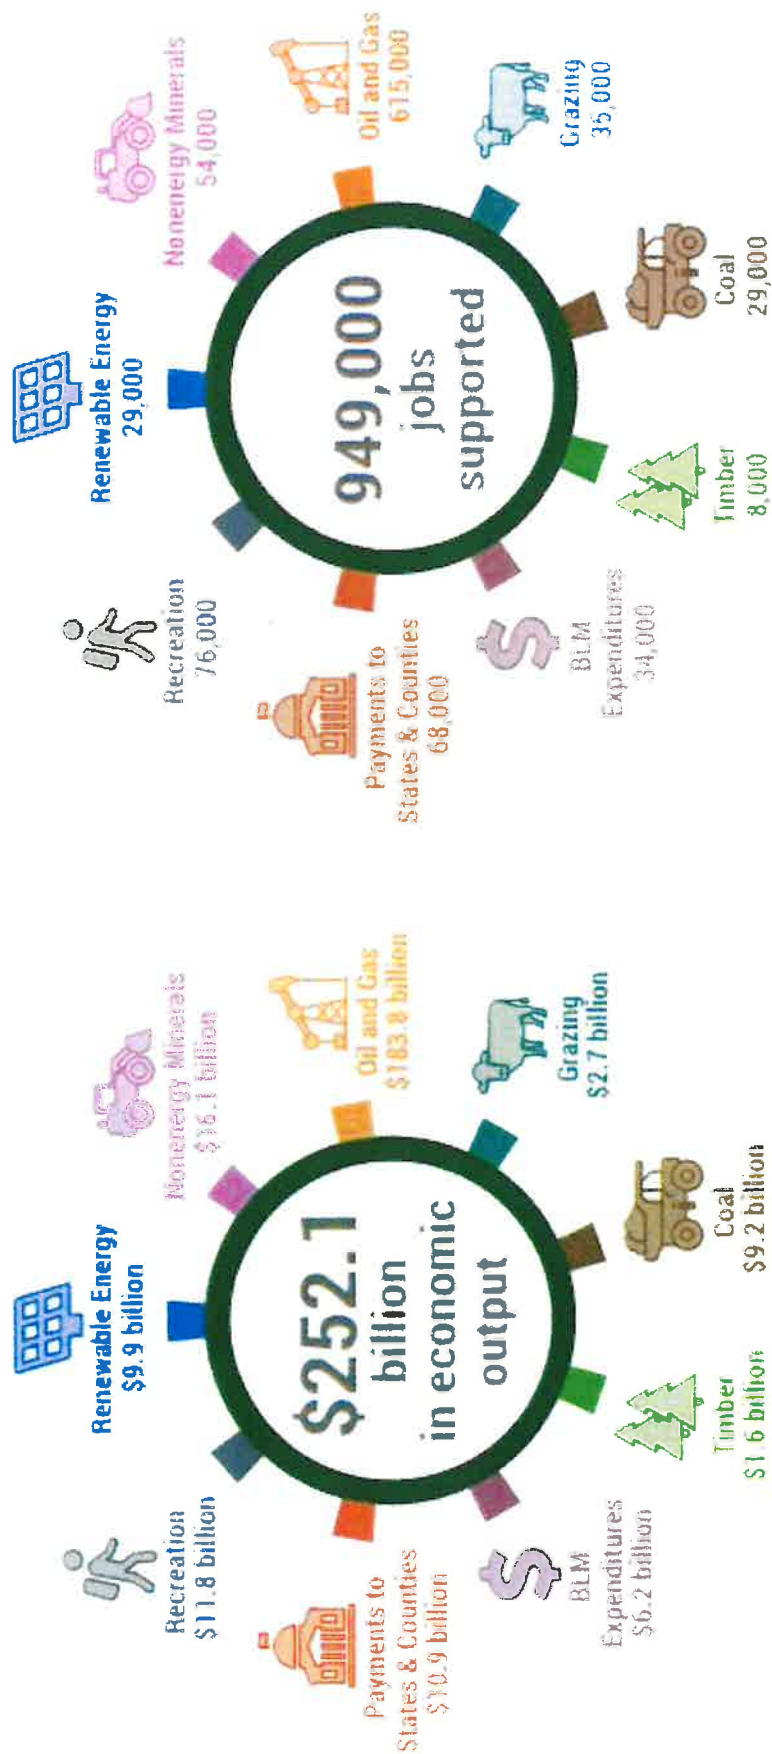 Renewable Energy
$9.9 billion
Nonenergy Minerals
$16.1 billion
Oil and Gas
$183.8 billion
Grazing
$2.7 billion
Coal
$9.2 billion
Timber
$1.6 billion
BLM
Expenditures
$6.2 billion
Payments to
States & Counties
$10.9 billion
Recreation
$11.8 billion
$252.1
billion
in economic
output
Renewable Energy
29,000
Nonenergy Minerals
54,000
Oil and Gas
615,000
Grazing
35,000
Coal
29,000
Timber
8,000
BLM
Expenditures
34,000
Payments to
States & Counties
68,000
Recreation
76,000
949,000
jobs
supported